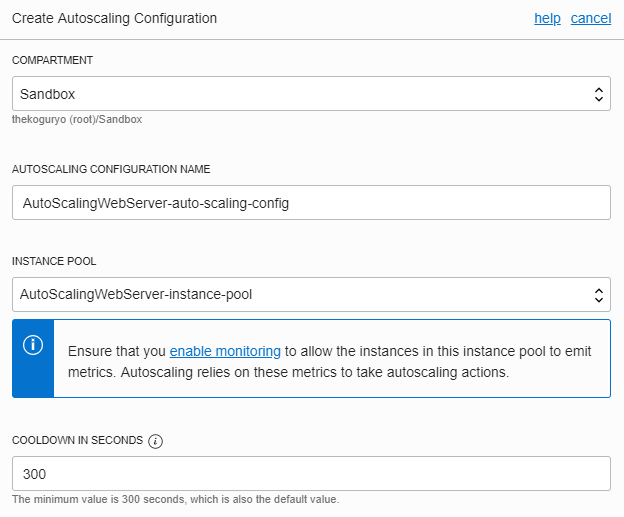 Create Autoscaling Configuration help cancel
COMPARTMENT
Sandbox
thekoguryo (root)/Sandbox
AUTOSCALING CONFIGURATION NAME
AutoScalingWebServer-auto-scaling-config
INSTANCE POOL
AutoScalingWebServer-instance-pool
Ensure that you enable monitoring to allow the instances in this instance pool to emit
metrics. Autoscaling relies on these metrics to take autoscaling actions.
COOLDOWN IN SECONDS
300
The minimum value is 300 seconds, which is also the default value.